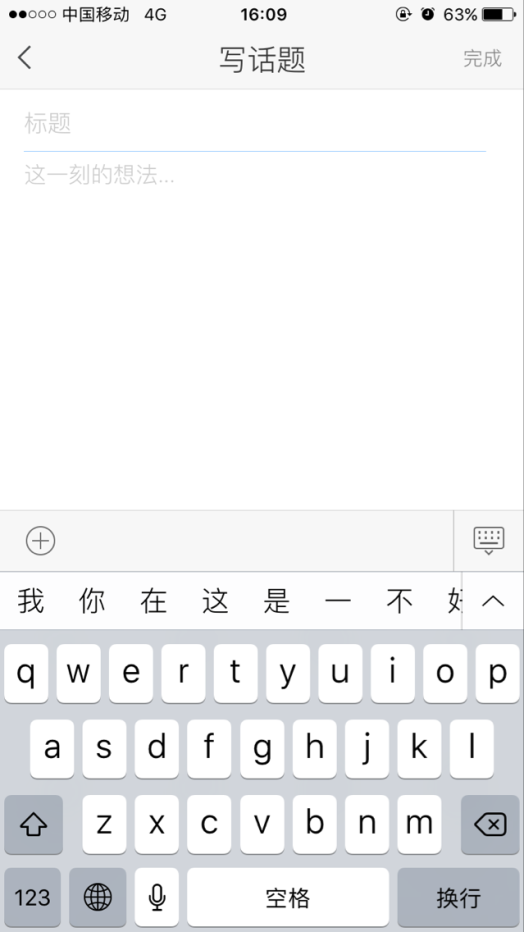 中国移动 4G 16:09 63%
写话题 完成
标题
这一刻的想法...
我 你 在 这 是 一 不 好
q w e r t y u i o p
a s d f g h j k l
z x c v b n m
123 空格 换行